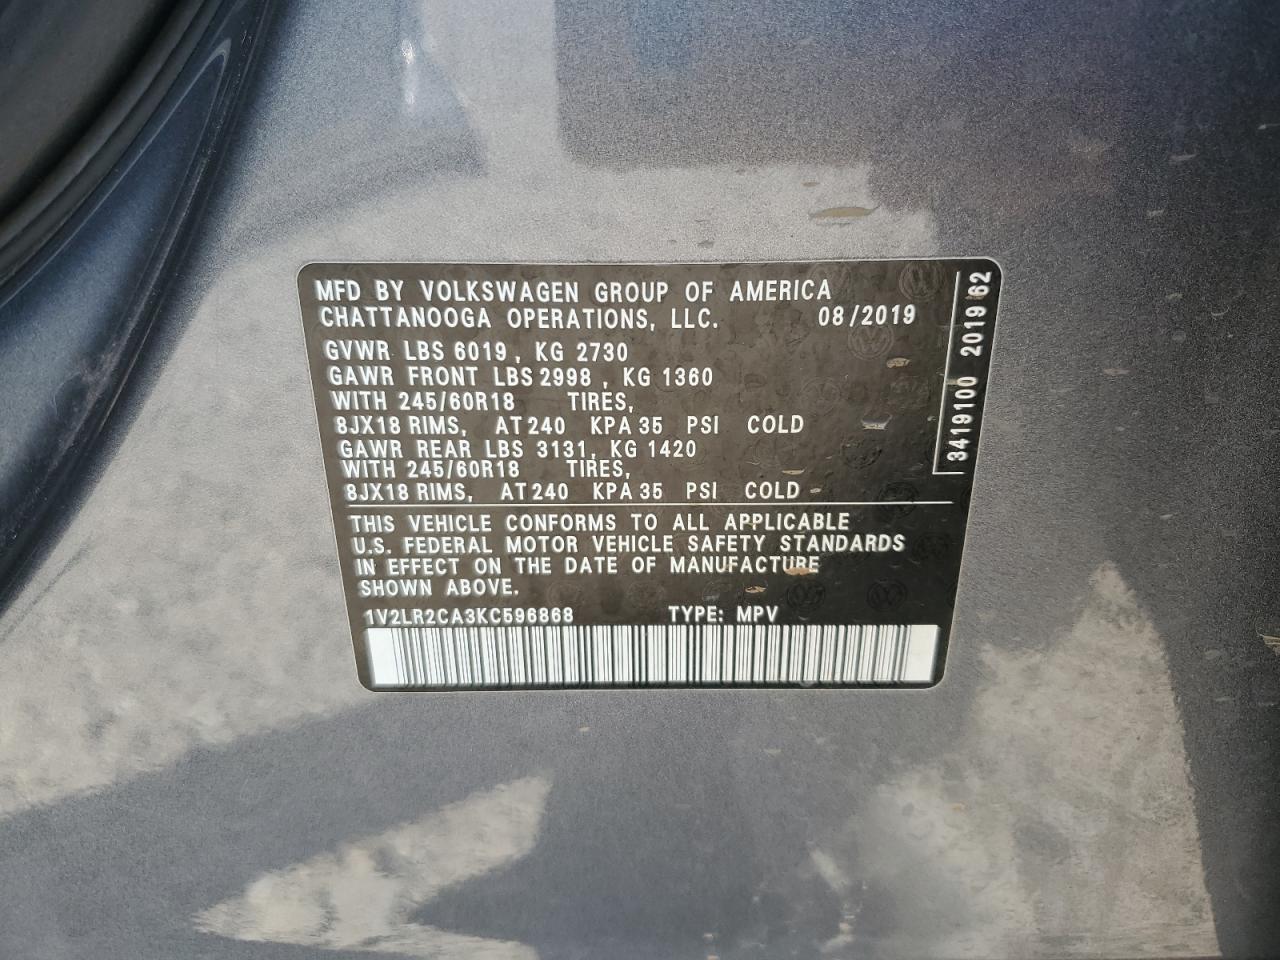 MFD BY VOLKSWAGEN GROUP OF AMERICA
CHATTANOOGA OPERATIONS, LLC. 08/2019
GVWR LBS 6019, KG 2730
GAWR FRONT LBS 2998, KG 1360
WITH 245/60R18 TIRES,
8JX18 RIMS, AT 240 KPA 35 PSI COLD
GAWR REAR LBS 3131, KG 1420
WITH 245/60R18 TIRES,
8JX18 RIMS, AT 240 KPA 35 PSI COLD
THIS VEHICLE CONFORMS TO ALL APPLICABLE
U.S. FEDERAL MOTOR VEHICLE SAFETY STANDARDS
IN EFFECT ON THE DATE OF MANUFACTURE
SHOWN ABOVE.
1V2LR2CA3KC596868 TYPE: MPV
3419100 2019 62